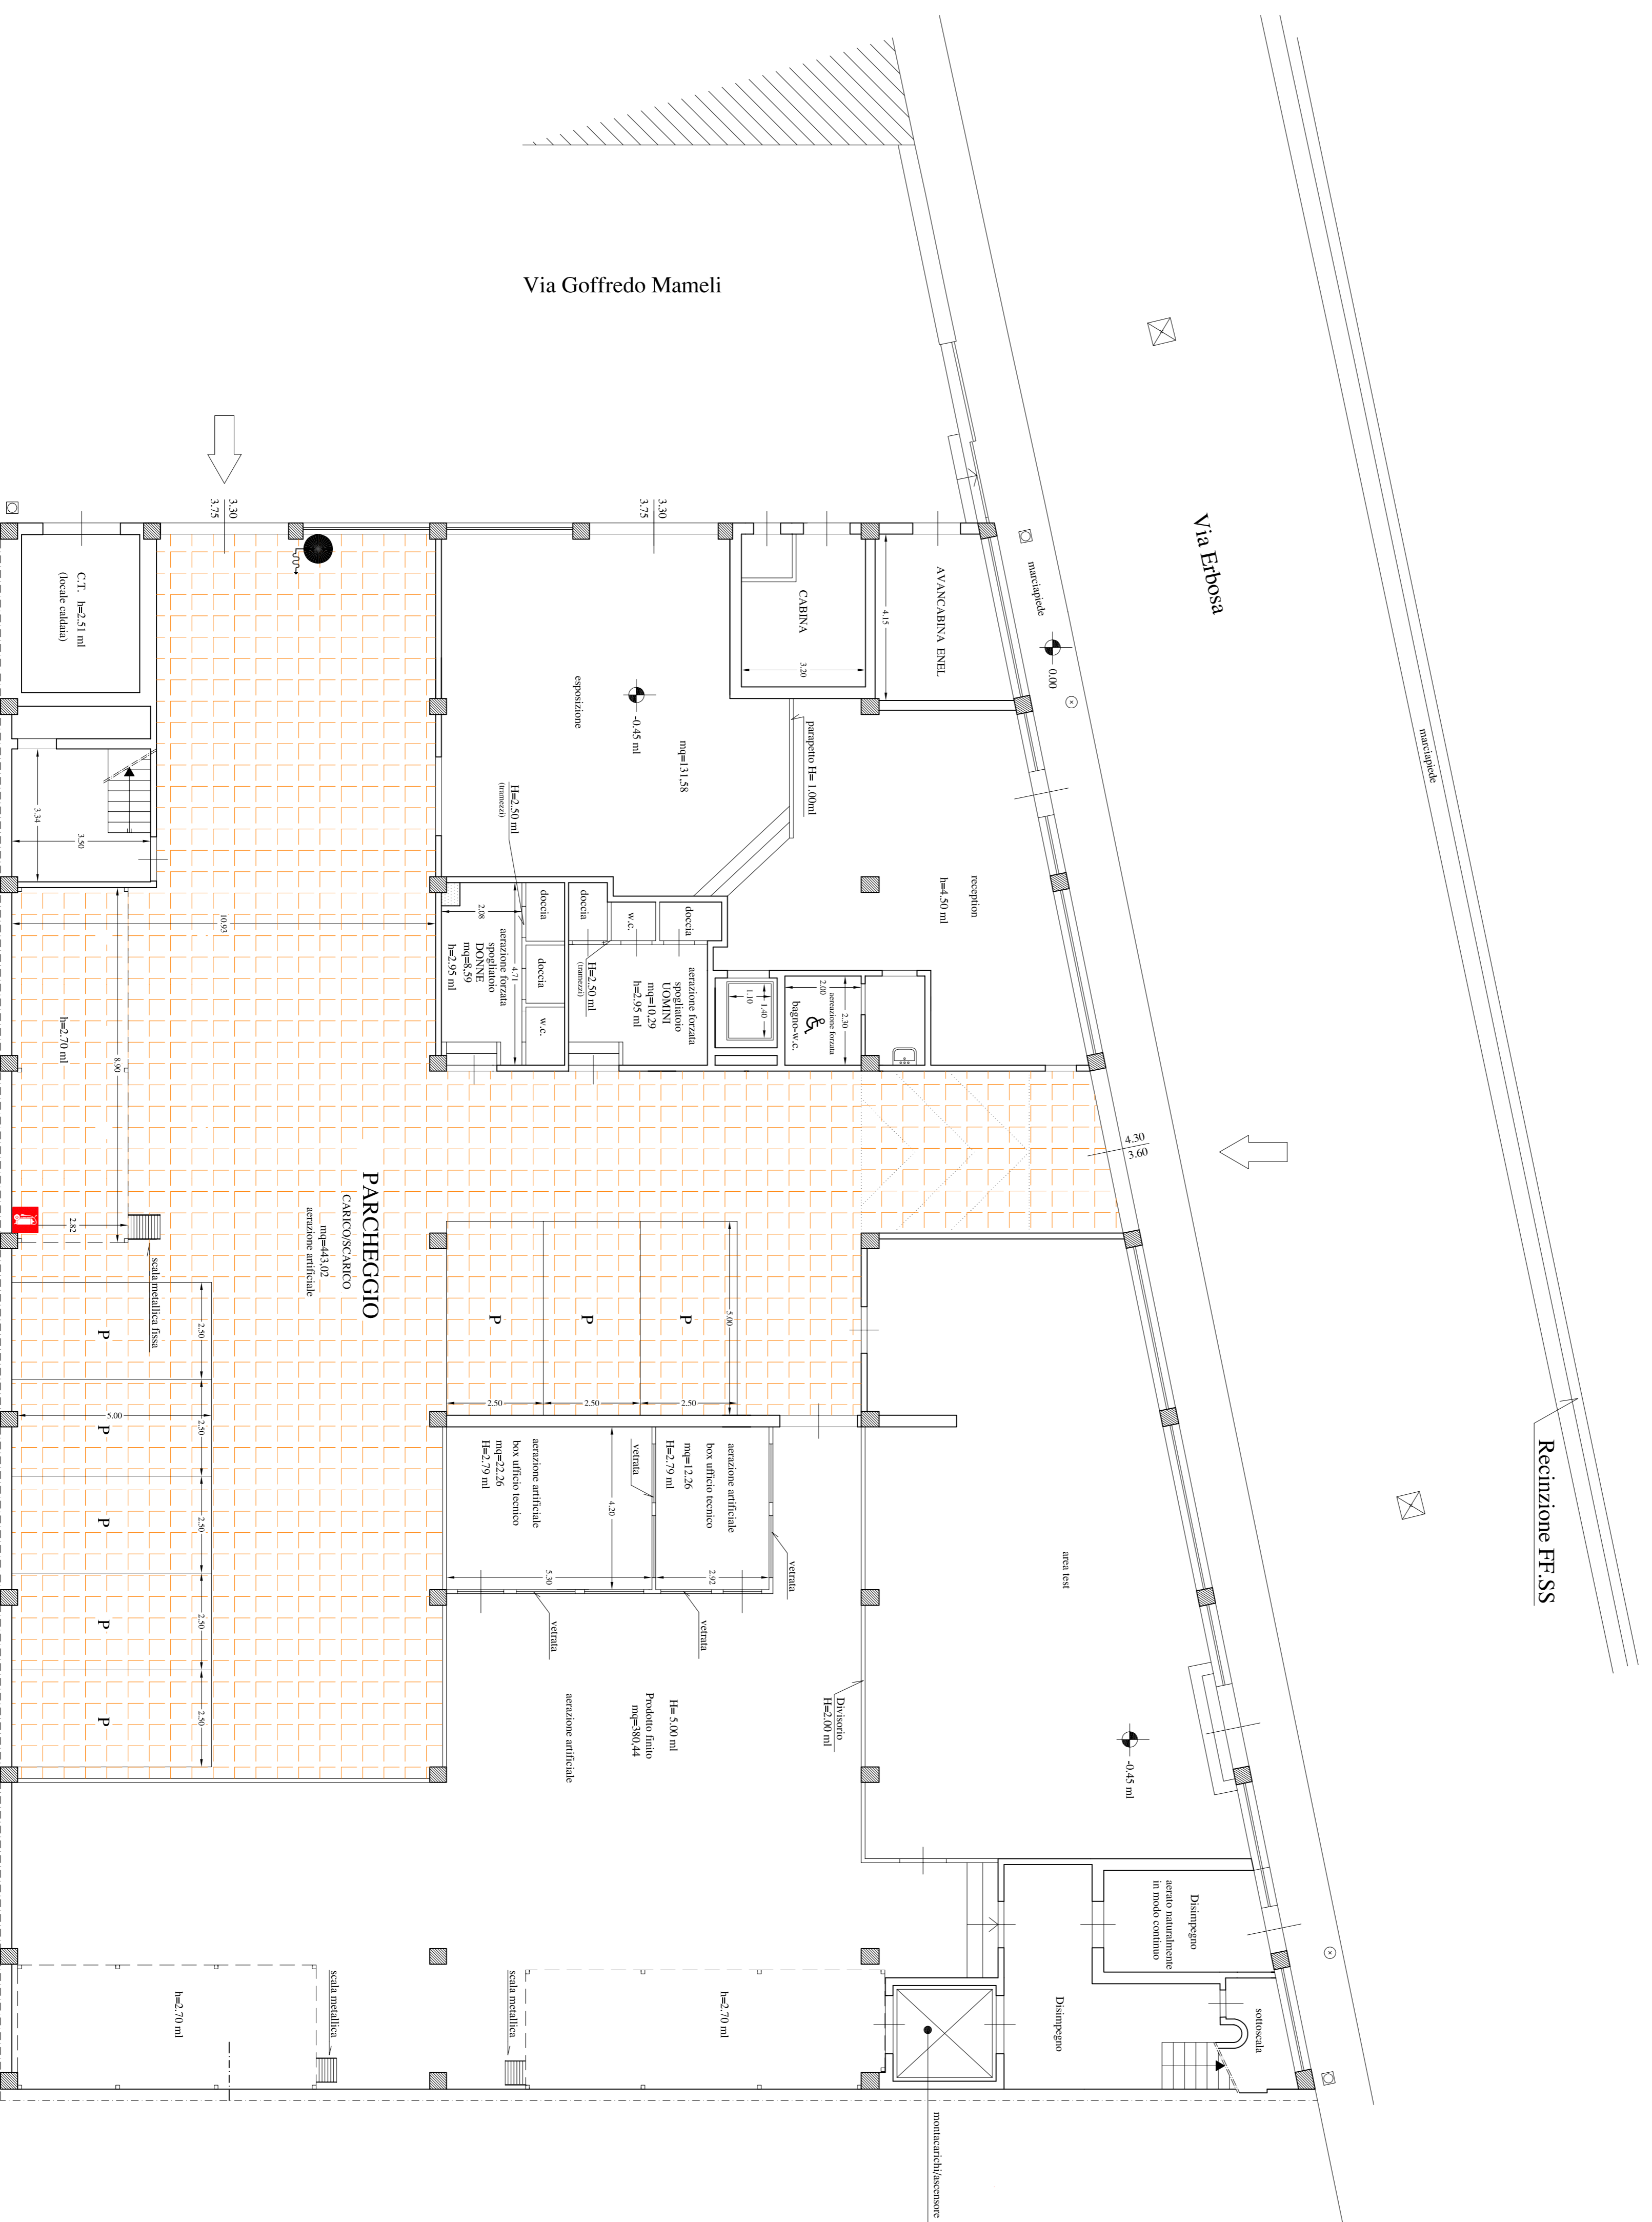 Via Goffredo Mameli
Via Erbosa
marciapiede
marciapiede
Recinzione FF.SS
0.00
3.30
3.75
3.30
3.75
C.T. h=2.51 ml
(locale caldaia)
3.34
3.50
AVANCABINA ENEL
4.15
CABINA
3.20
esposizione
-0.45 ml
mq=131,58
parapetto H= 1.00ml
H=2.50 ml
(tramezzi)
reception
h=4,50 ml
doccia
doccia
w.c.
2.08
4.71
aerazione forzata
spogliatoio
DONNE
mq=8,59
h=2.95 ml
doccia
w.c.
doccia
H=2.50 ml
(tramezzi)
aerazione forzata
spogliatoio
UOMINI
mq=10,29
h=2.95 ml
1.10
1.40
2.00
2.30
aereazione forzata
bagno-w.c.
10.93
8.90
h=2.70 ml
2.82
scala metallica fissa
4.30
3.60
PARCHEGGIO
CARICO/SCARICO
mq=443,02
aerazione artificiale
P
P
P
5.00
2.50
2.50
2.50
P
P
P
P
P
5.00
2.50
2.50
2.50
2.50
2.50
aerazione artificiale
box ufficio tecnico
mq=22.26
H=2,79 ml
vetrata
4.20
5.30
aerazione artificiale
box ufficio tecnico
mq=12.26
H=2,79 ml
2.92
vetrata
vetrata
vetrata
area test
-0.45 ml
Divisorio
H=2,00 ml
H= 5.00 ml
Prodotto finito
mq=380,44
aerazione artificiale
Disimpegno
aerato naturalmente
in modo continuo
Disimpegno
sottoscala
h=2.70 ml
scala metallica
scala metallica
h=2.70 ml
montacarichi/ascensore